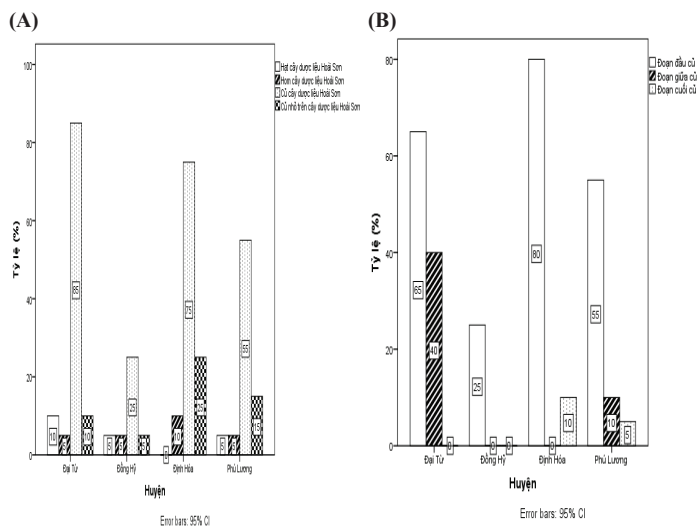 (A)
100
80
60
40
20
0
Tỷ lệ (%)
Hạt cây dược liệu Hoài Sơn
Hom cây dược liệu Hoài Sơn
Củ cây dược liệu Hoài Sơn
Củ nhỏ trên cây dược liệu Hoài Sơn
10
5
85
10
5
5
25
5
0
10
75
25
5
5
55
15
Đại Từ
Đồng Hỷ
Định Hóa
Phú Lương
Huyện
Error bars: 95% CI
(B)
80
60
40
20
0
Tỷ lệ (%)
Đoạn đầu củ
Đoạn giữa củ
Đoạn cuối củ
65
40
0
25
0
0
80
0
10
55
10
5
Đại Từ
Đồng Hỷ
Định Hóa
Phú Lương
Huyện
Error bars: 95% CI